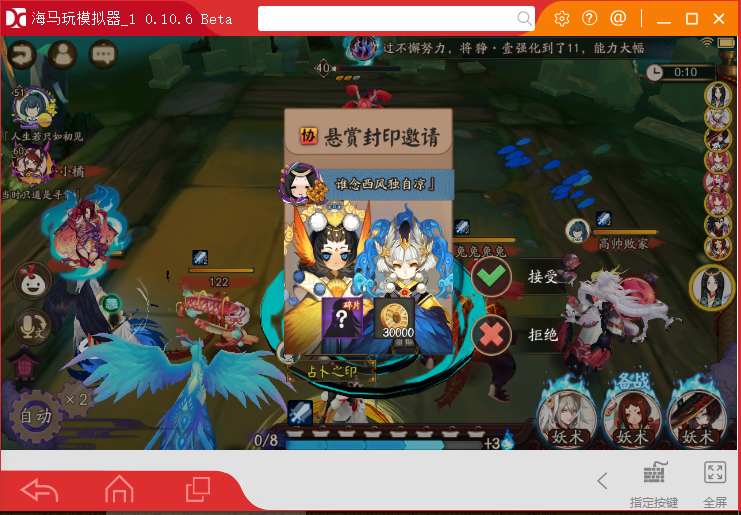 海马玩模拟器_1 0.10.6 Beta
过不懈努力，将 狰·壹强化到了11，能力大幅
40
0:10
51
「人生若只如初见
60
小橘
当时只道是寻常」
协 悬赏封印邀请
谁念西风独自凉」
兔兔兔兔
高帅败家
122
接受
碎片
?
30000
拒绝
占卜之印
语文
自动
×2
备战
妖术
妖术
妖术
0/8
+3
指定按键
全屏